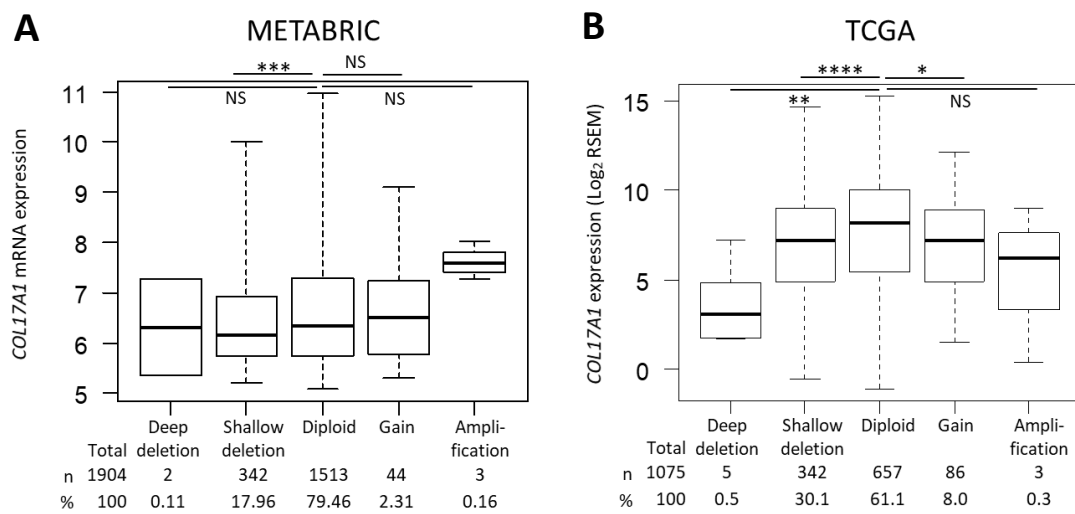 A
METABRIC
NS
***
NS
NS
COL17A1 mRNA expression
11
10
9
8
7
6
5
Deep deletion
Shallow deletion
Diploid
Gain
Ampli-fication
Total
n 1904 2 342 1513 44 3
% 100 0.11 17.96 79.46 2.31 0.16
B
TCGA
**** *
** NS
COL17A1 expression (Log2 RSEM)
15
10
5
0
Deep deletion
Shallow deletion
Diploid
Gain
Ampli-fication
Total
n 1075 5 342 657 86 3
% 100 0.5 30.1 61.1 8.0 0.3